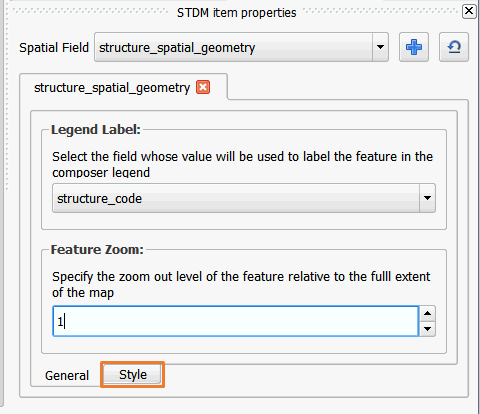 STDM item properties
Spatial Field structure_spatial_geometry
structure_spatial_geometry
Legend Label:
Select the field whose value will be used to label the feature in the
composer legend
structure_code
Feature Zoom:
Specify the zoom out level of the feature relative to the fulll extent
of the map
1
General Style